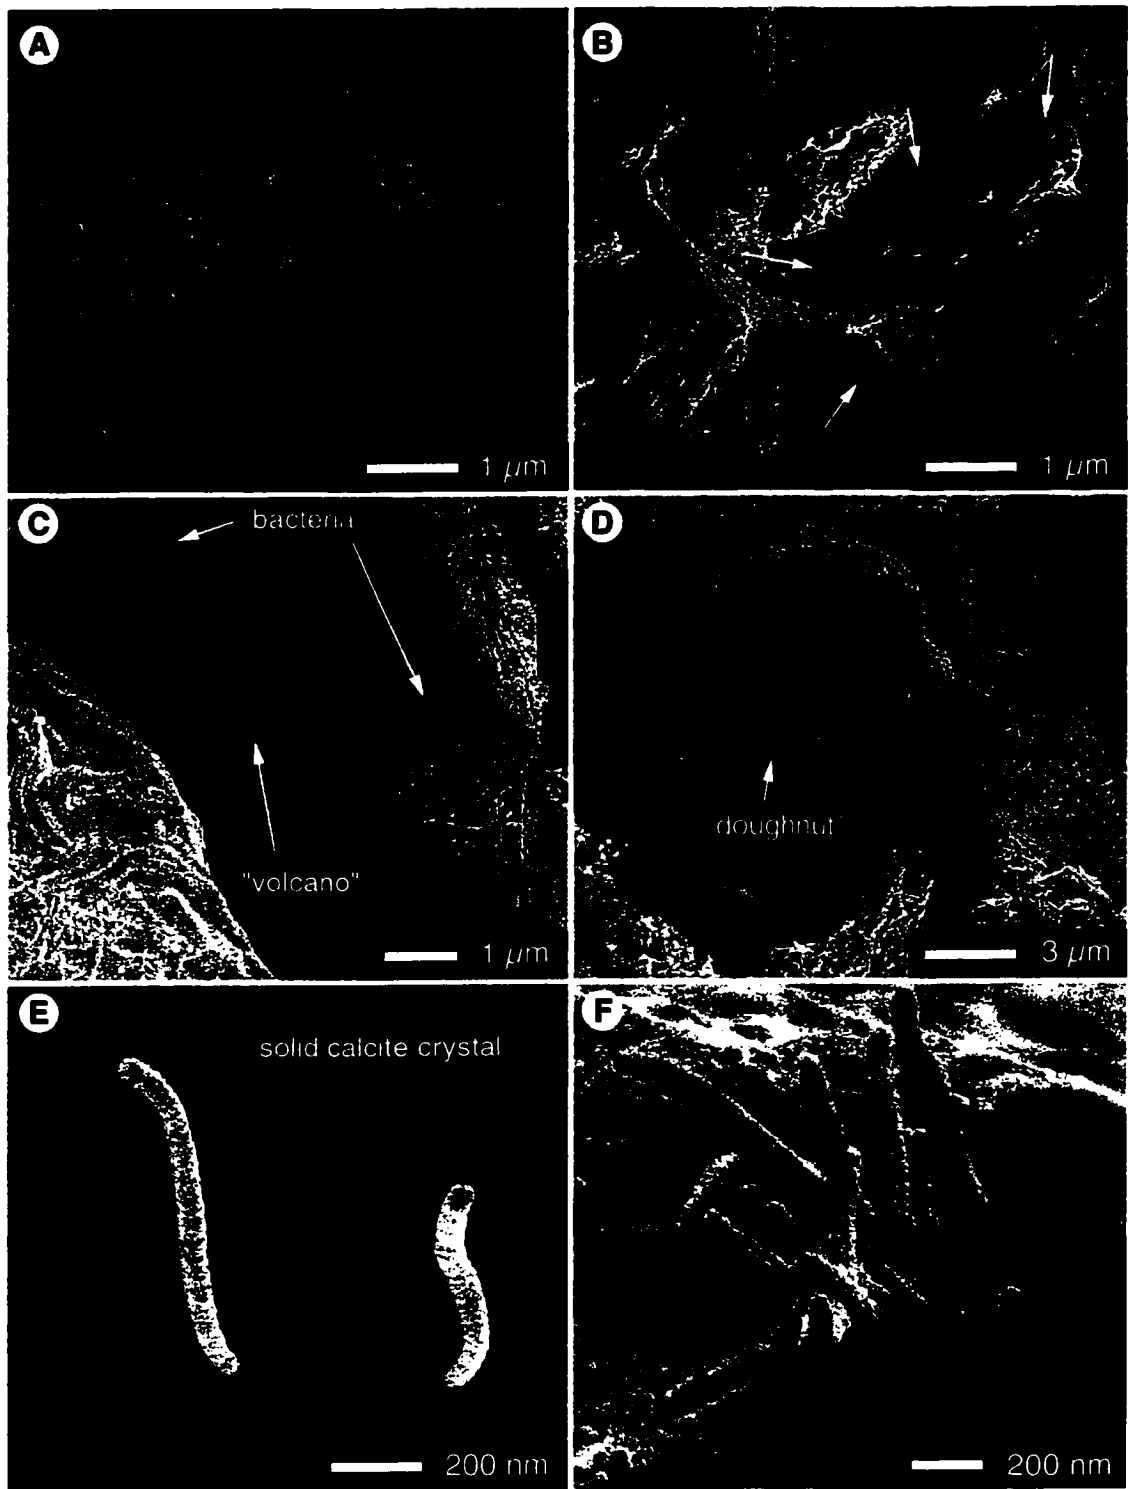 A
B
1 µm
1 µm
C
bacteria
D
"volcano"
doughnut
1 µm
3 µm
E
solid calcite crystal
F
200 nm
200 nm